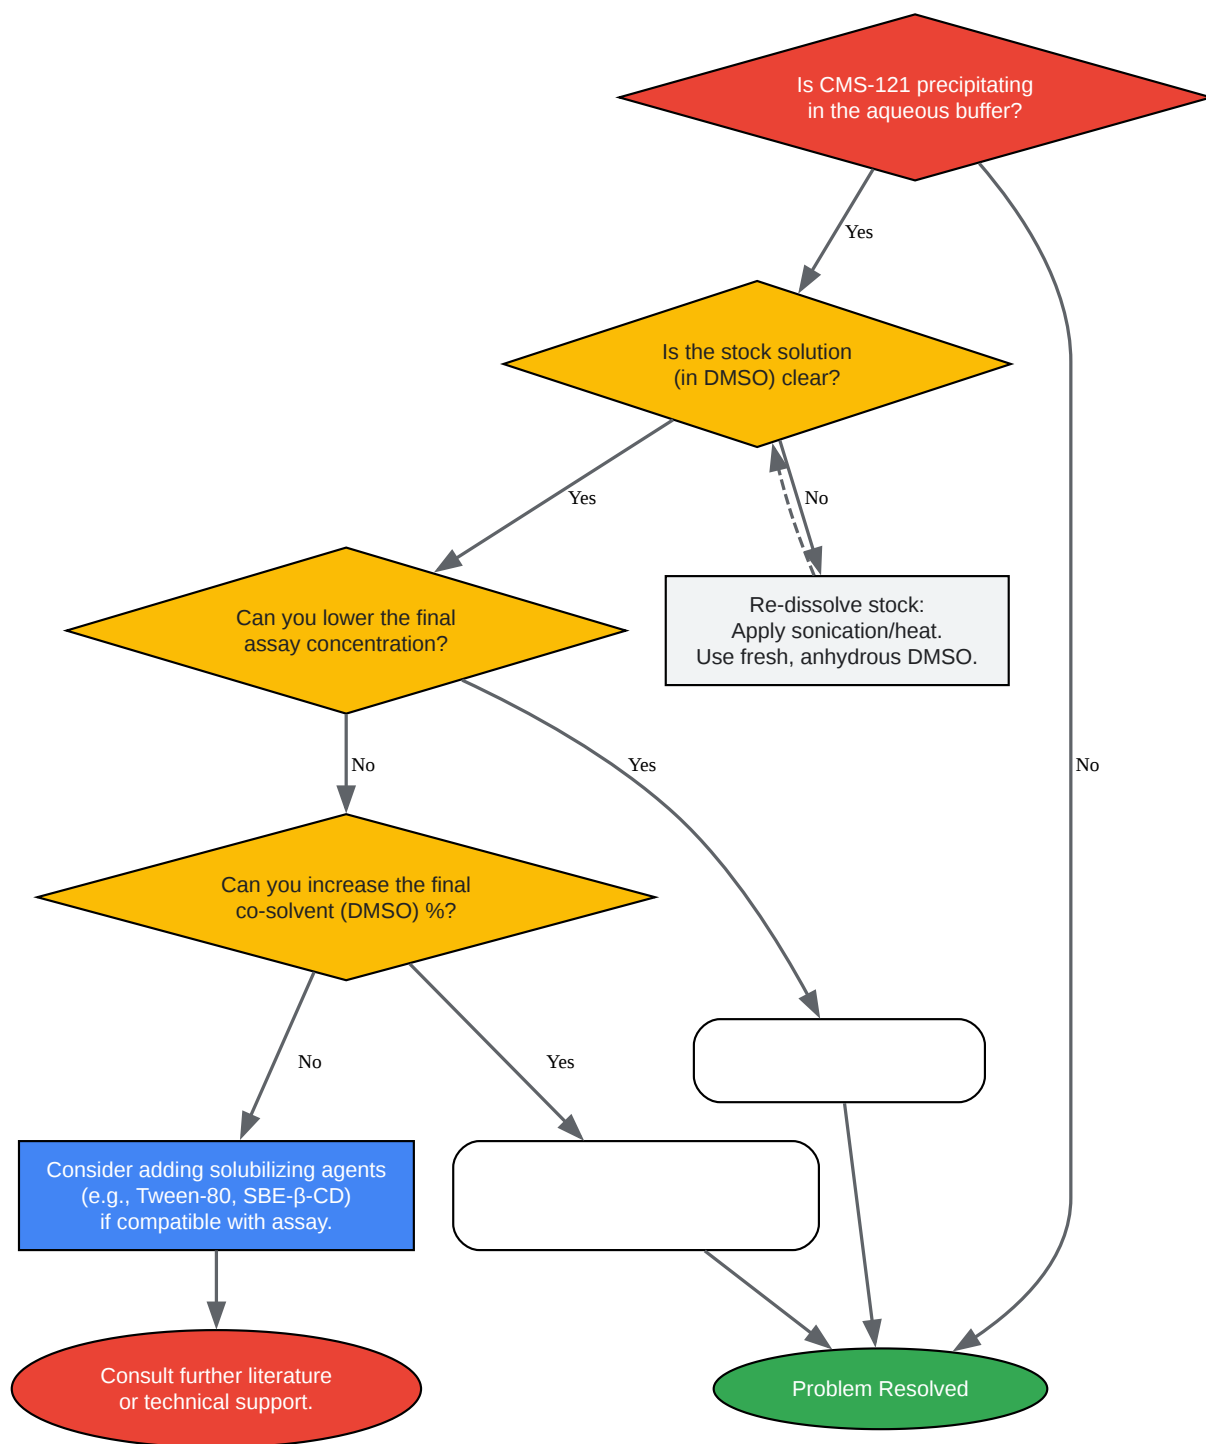 Is CMS-121 precipitating
in the aqueous buffer?
Yes
Is the stock solution
(in DMSO) clear?
Yes
No
Can you lower the final
assay concentration?
Re-dissolve stock:
Apply sonication/heat.
Use fresh, anhydrous DMSO.
No
Yes
No
Can you increase the final
co-solvent (DMSO) %?
No
Yes
Consider adding solubilizing agents
(e.g., Tween-80, SBE-β-CD)
if compatible with assay.
Consult further literature
or technical support.
Problem Resolved